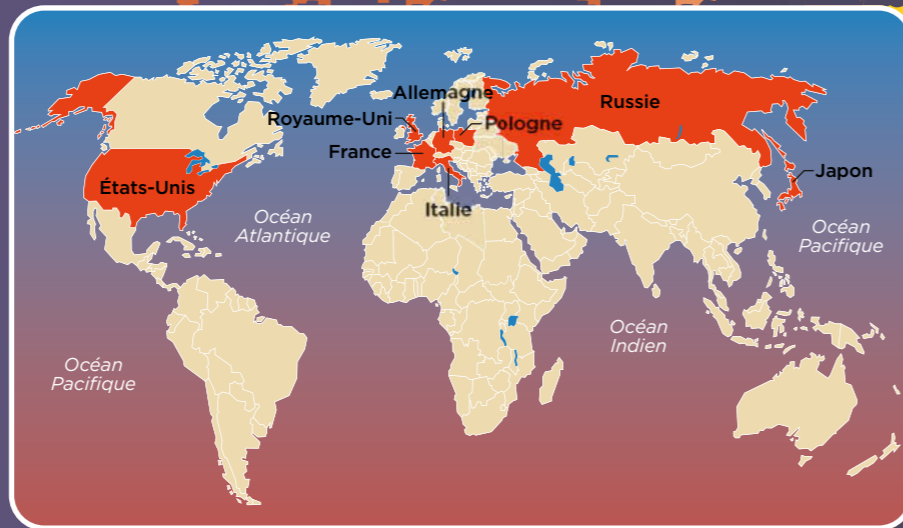 Allemagne
Russie
Royaume-Uni
Pologne
France
Japon
États-Unis
Italie
Océan
Atlantique
Océan
Pacifique
Océan
Indien
Océan
Pacifique